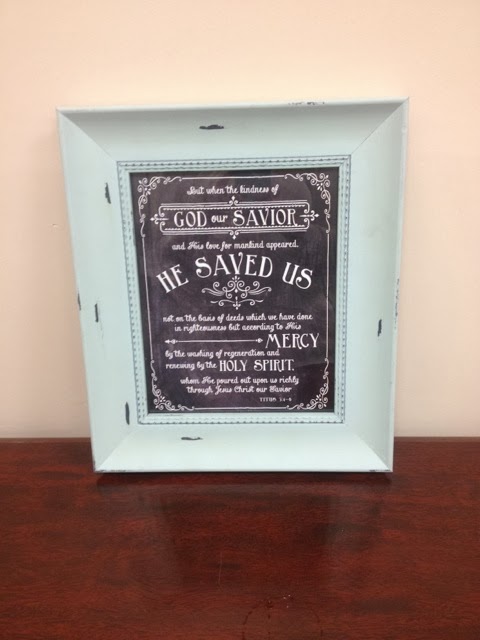 But when the kindness of
GOD our SAVIOR
and His love for mankind appeared,
HE SAVED US
not on the basis of deeds which we have done
in righteousness but according to His
MERCY
by the washing of regeneration and
renewing by the HOLY SPIRIT,
whom He poured out upon us richly
through Jesus Christ our Savior
TITUS 3:4-6